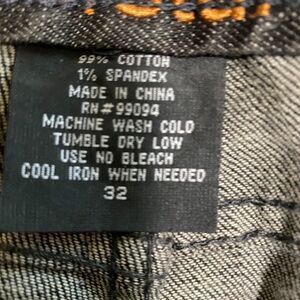 99% COTTON
1% SPANDEX
MADE IN CHINA
RN#99094
MACHINE WASH COLD
TUMBLE DRY LOW
USE NO BLEACH
COOL IRON WHEN NEEDED
32